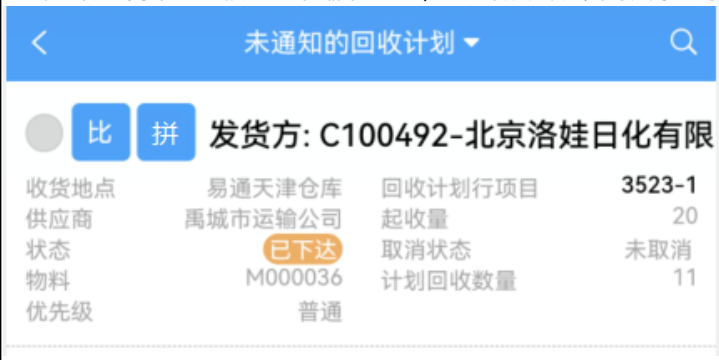 未通知的回收计划
比 拼 发货方: C100492-北京洛娃日化有限
收货地点 易通天津仓库 回收计划行项目 3523-1
供应商 禹城市运输公司 起收量 20
状态 已下达 取消状态 未取消
物料 M000036 计划回收数量 11
优先级 普通